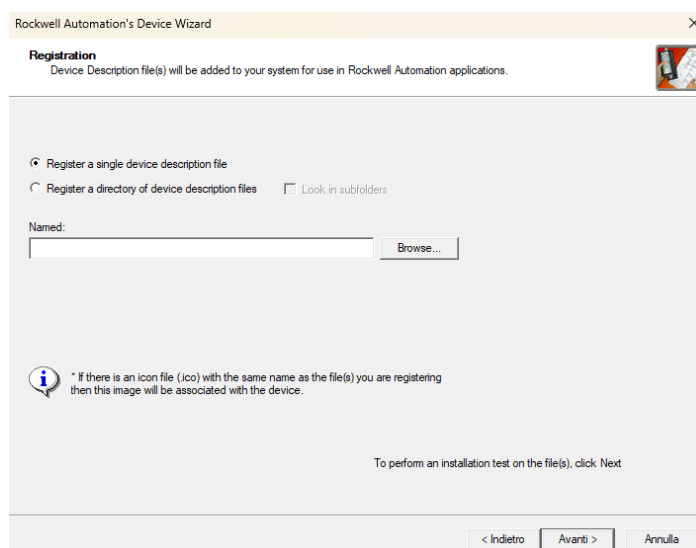 Rockwell Automation's Device Wizard
Registration
Device Description file(s) will be added to your system for use in Rockwell Automation applications.
Register a single device description file
Register a directory of device description files Look in subfolders
Named:
Browse...
* If there is an icon file (.ico) with the same name as the file(s) you are registering
then this image will be associated with the device.
To perform an installation test on the file(s), click Next
< Indietro Avanti > Annulla